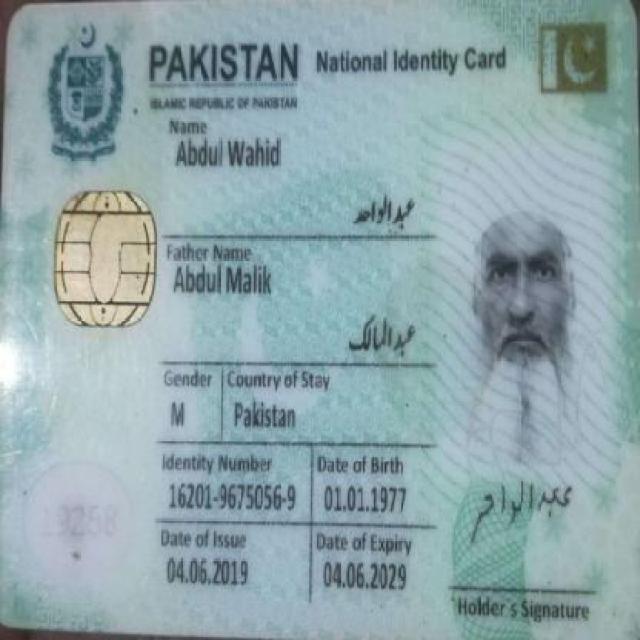 PAKISTAN National Identity Card
ISLAMIC REPUBLIC OF PAKISTAN
Name
Abdul Wahid
عبدالواحد
Father Name
Abdul Malik
عبدالمالک
Gender Country of Stay
M Pakistan
Identity Number Date of Birth
16201-9675056-9 01.01.1977
Date of Issue Date of Expiry
04.06.2019 04.06.2029
عبدالواحد
Holder's Signature